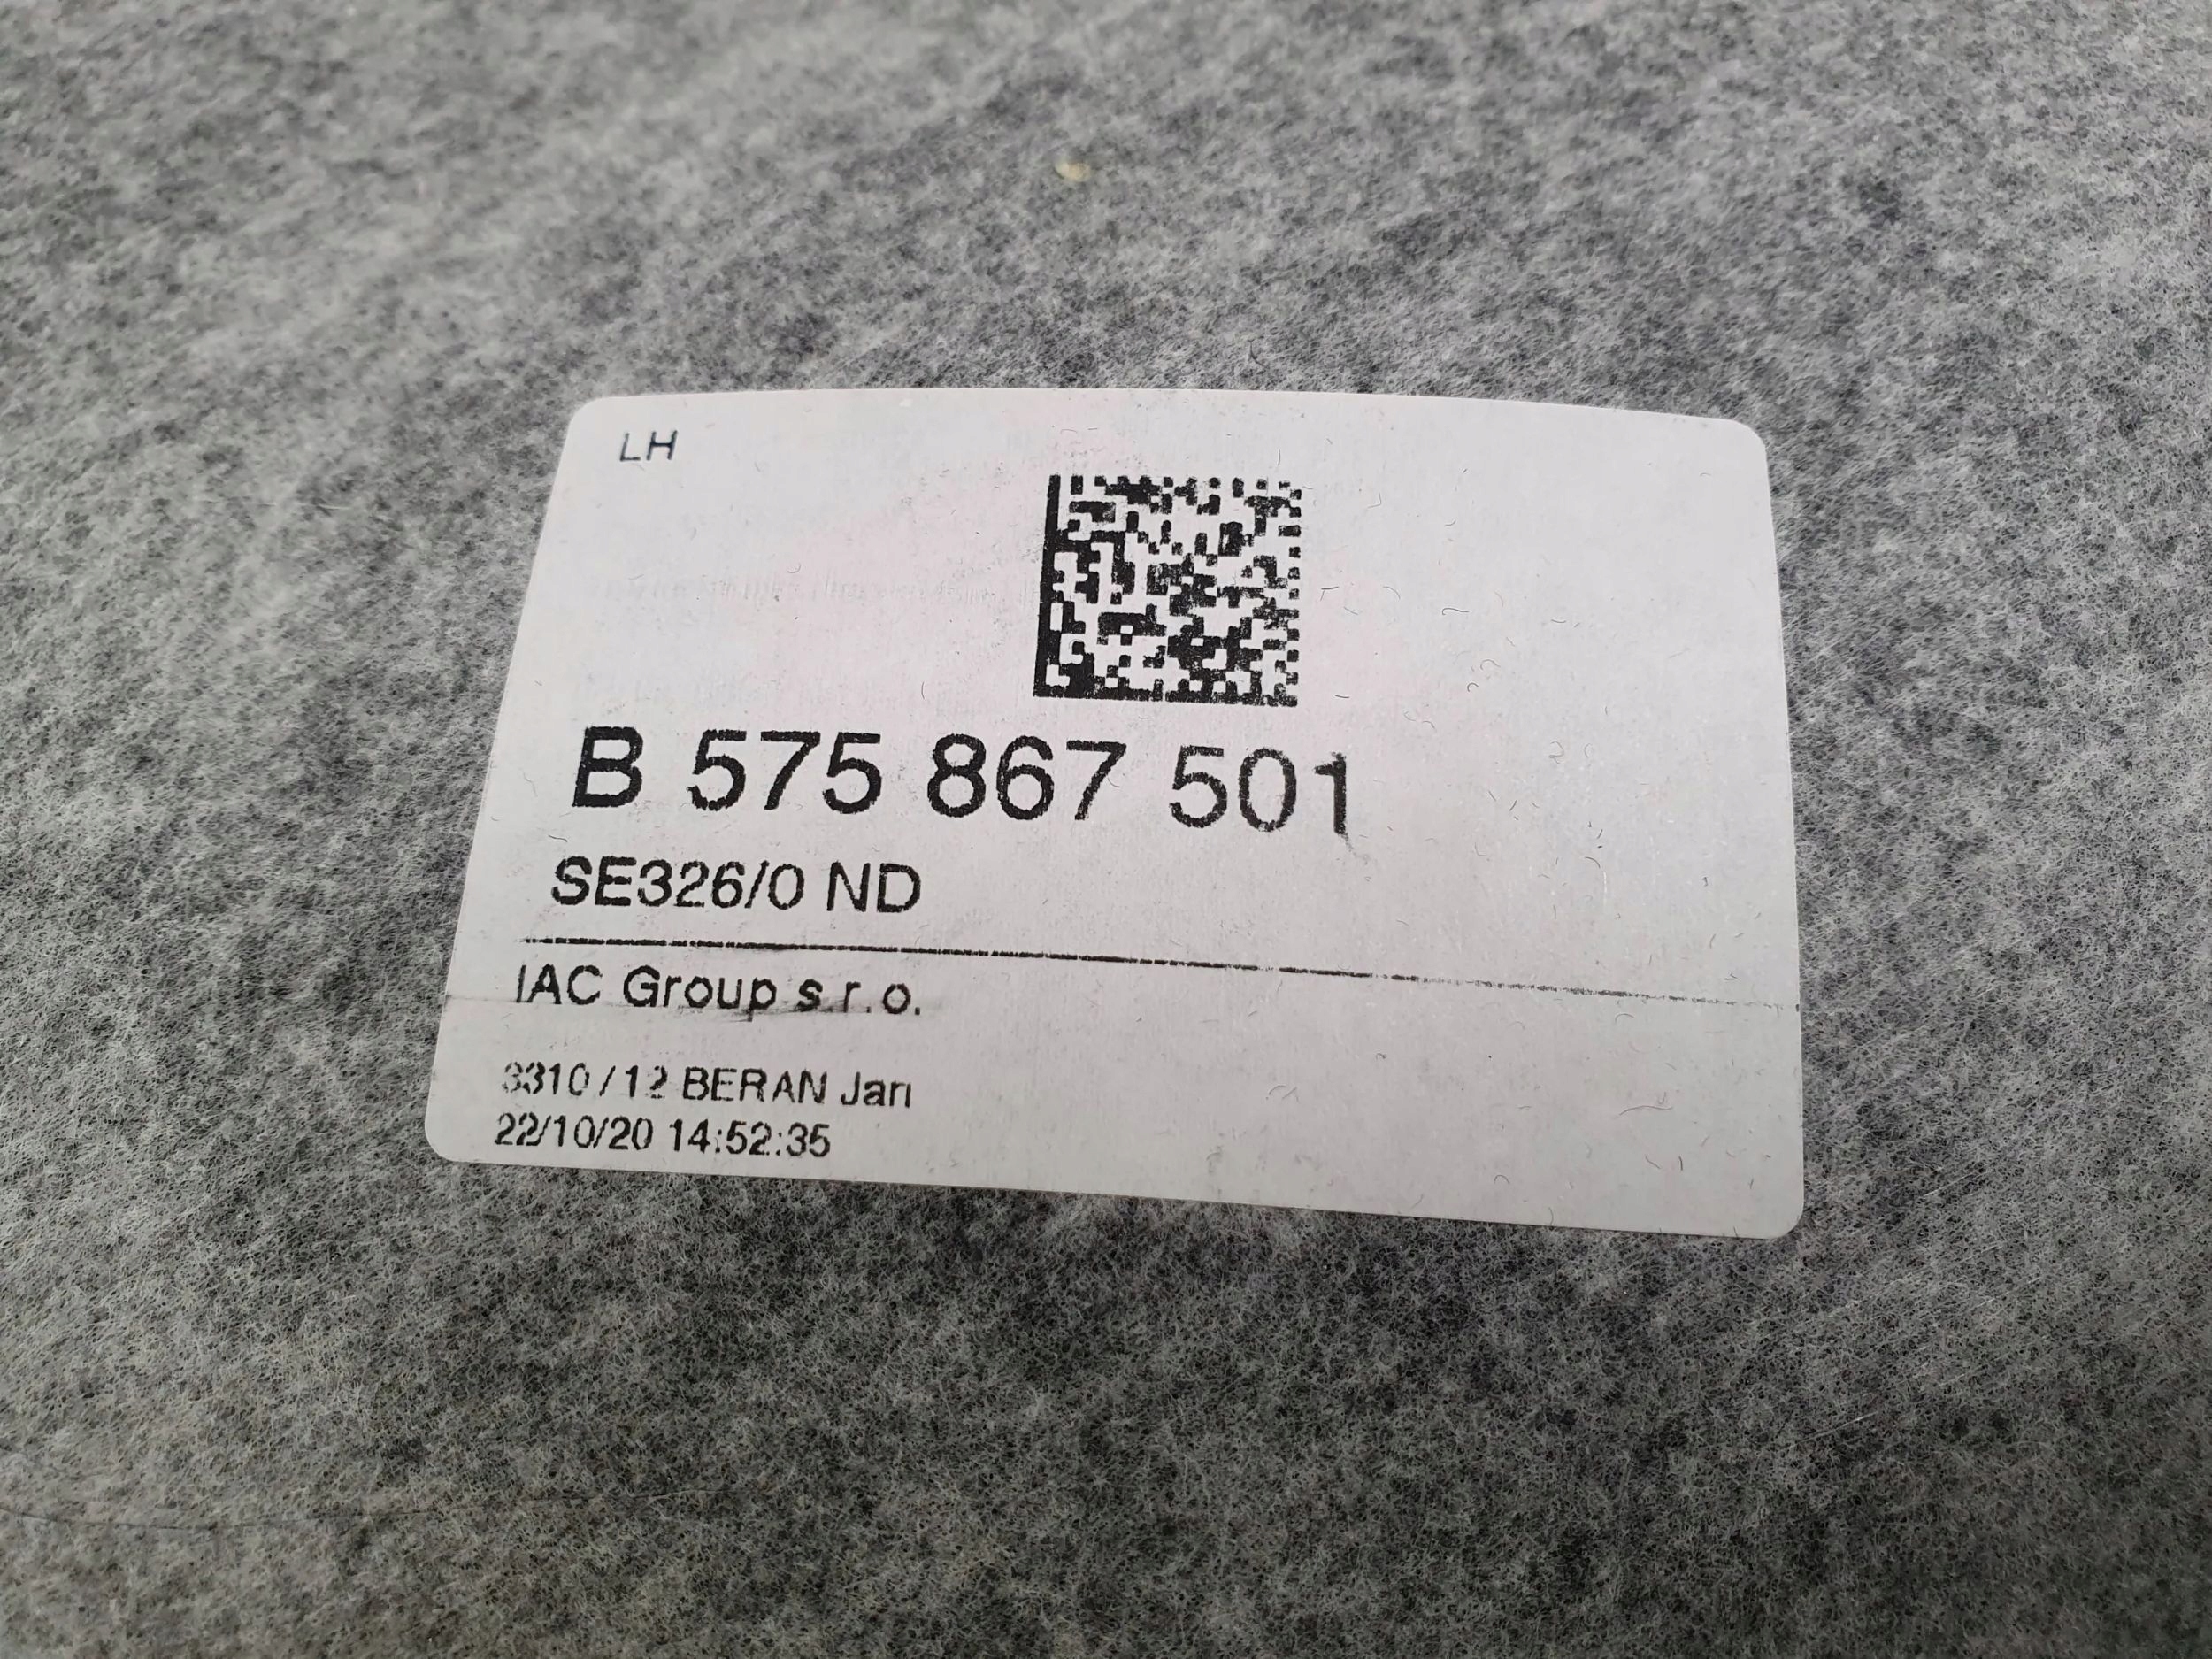 LH
B 575 867 501
SE326/0 ND
IAC Group s.r.o.
3310 / 12 BERAN Jan
22/10/20 14:52:35